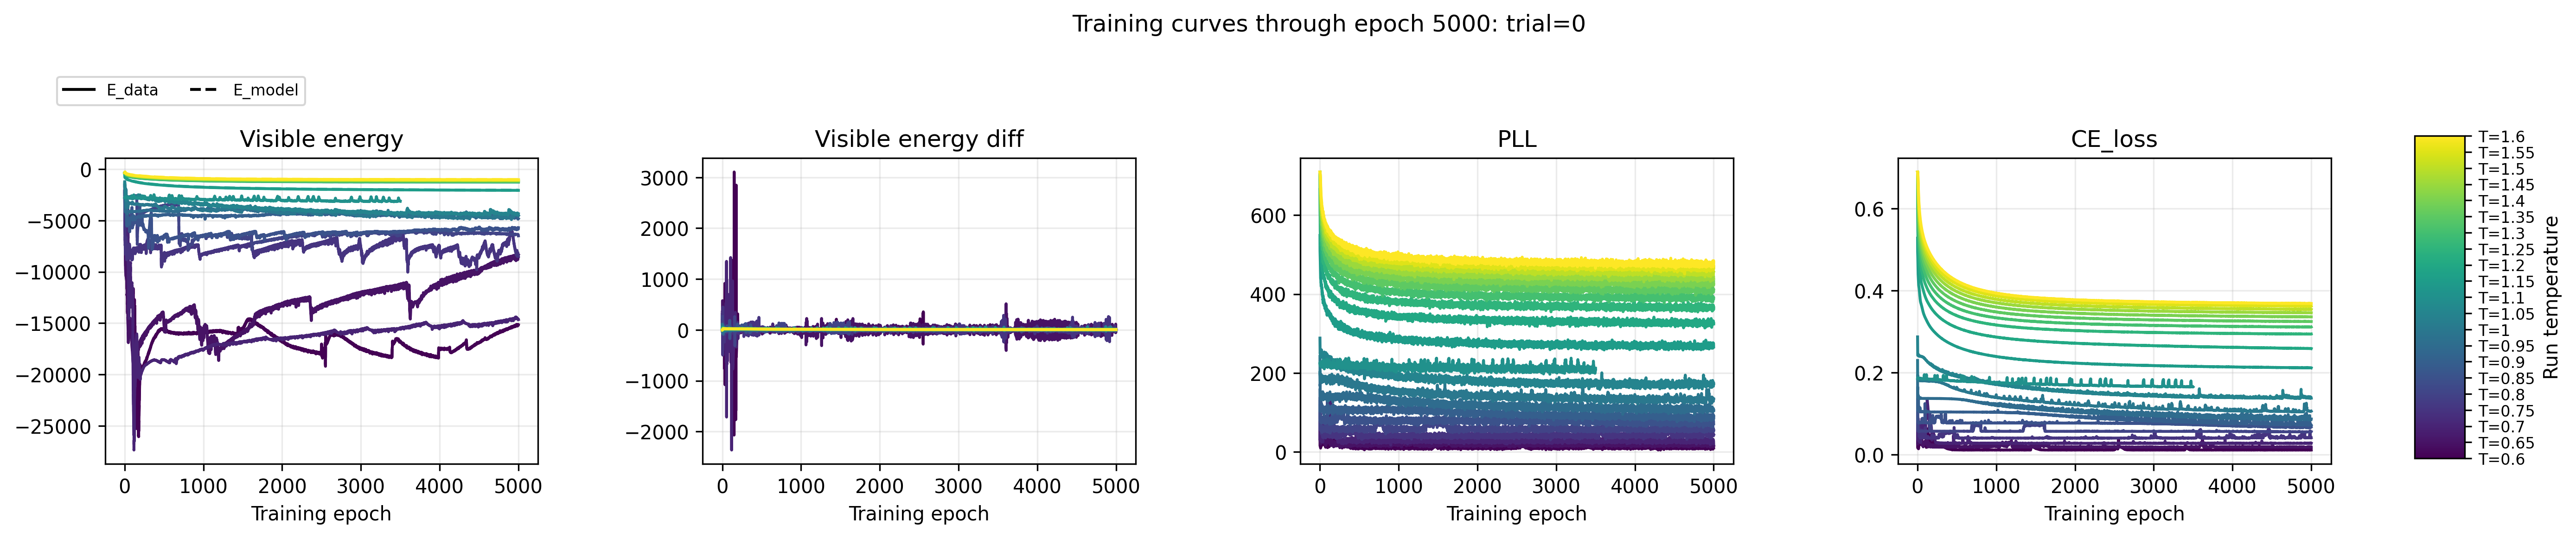 Training curves through epoch 5000: trial=0
E_data
E_model
Visible energy
0
−5000
−10000
−15000
−20000
−25000
0 1000 2000 3000 4000 5000
Training epoch
Visible energy diff
3000
2000
1000
0
−1000
−2000
0 1000 2000 3000 4000 5000
Training epoch
PLL
600
400
200
0
0 1000 2000 3000 4000 5000
Training epoch
CE_loss
0.6
0.4
0.2
0.0
0 1000 2000 3000 4000 5000
Training epoch
T=1.6
T=1.55
T=1.5
T=1.45
T=1.4
T=1.35
T=1.3
T=1.25
T=1.2
T=1.15
T=1.1
T=1.05
T=1
T=0.95
T=0.9
T=0.85
T=0.8
T=0.75
T=0.7
T=0.65
T=0.6
Run temperature